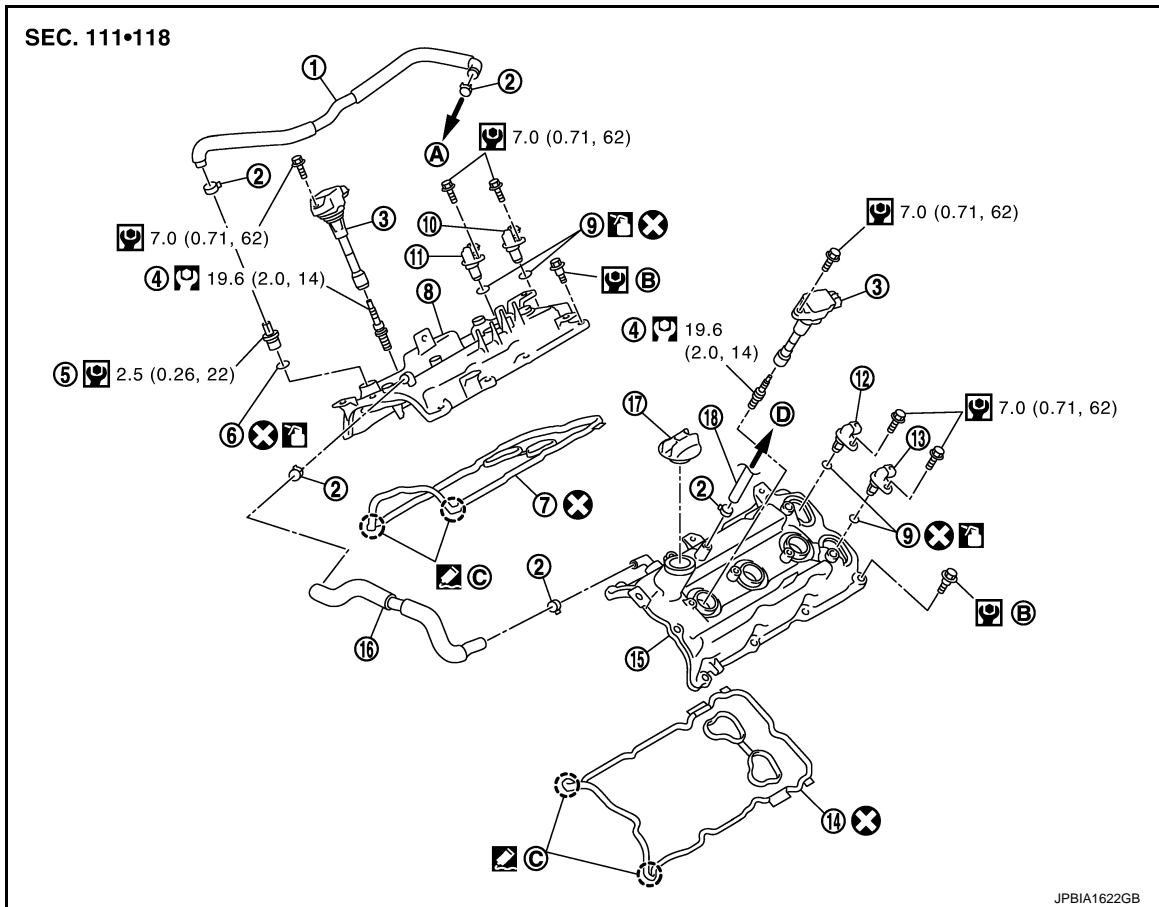 SEC. 111•118
1
2
A
7.0 (0.71, 62)
2
3
10
9
7.0 (0.71, 62)
7.0 (0.71, 62)
11
B
4 19.6 (2.0, 14)
8
3
4 19.6
(2.0, 14)
5 2.5 (0.26, 22)
12
17
18
D
7.0 (0.71, 62)
6
13
2
2
7
9
C
2
B
16
15
14
C
JPBIA1622GB